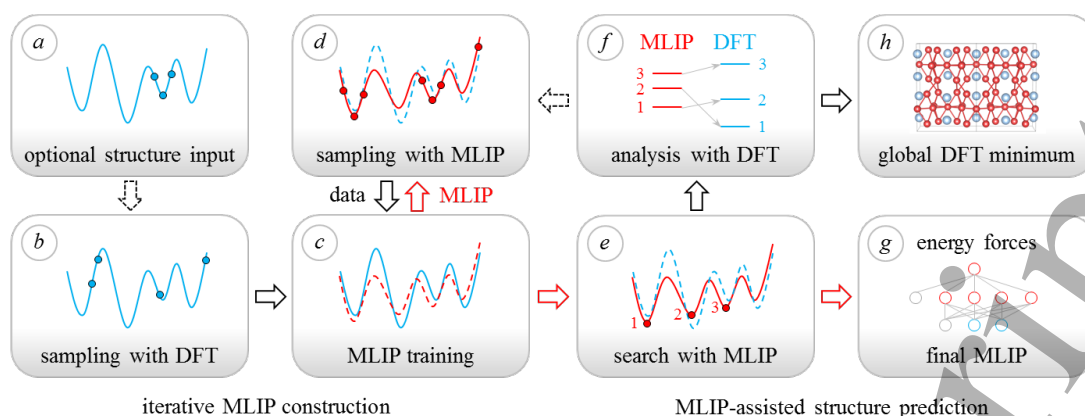 a
optional structure input
d
sampling with MLIP
f
MLIP DFT
3 3
2 2
1 1
analysis with DFT
h
global DFT minimum
data MLIP
b
sampling with DFT
c
MLIP training
e
1 2 3
search with MLIP
g
energy forces
final MLIP
iterative MLIP construction
MLIP-assisted structure prediction